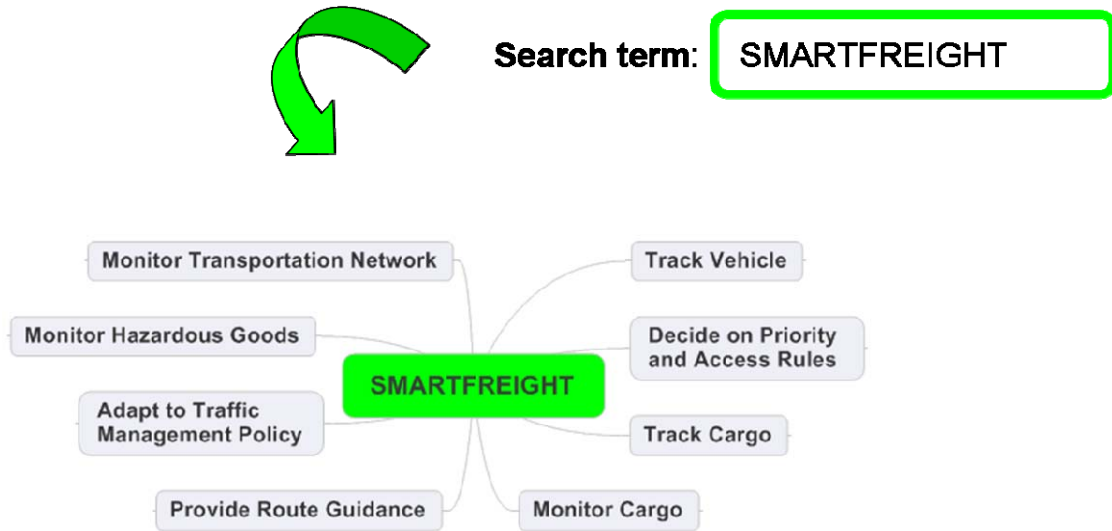 Search term: SMARTFREIGHT
Monitor Transportation Network
Track Vehicle
Monitor Hazardous Goods
Decide on Priority
and Access Rules
SMARTFREIGHT
Adapt to Traffic
Management Policy
Track Cargo
Provide Route Guidance
Monitor Cargo